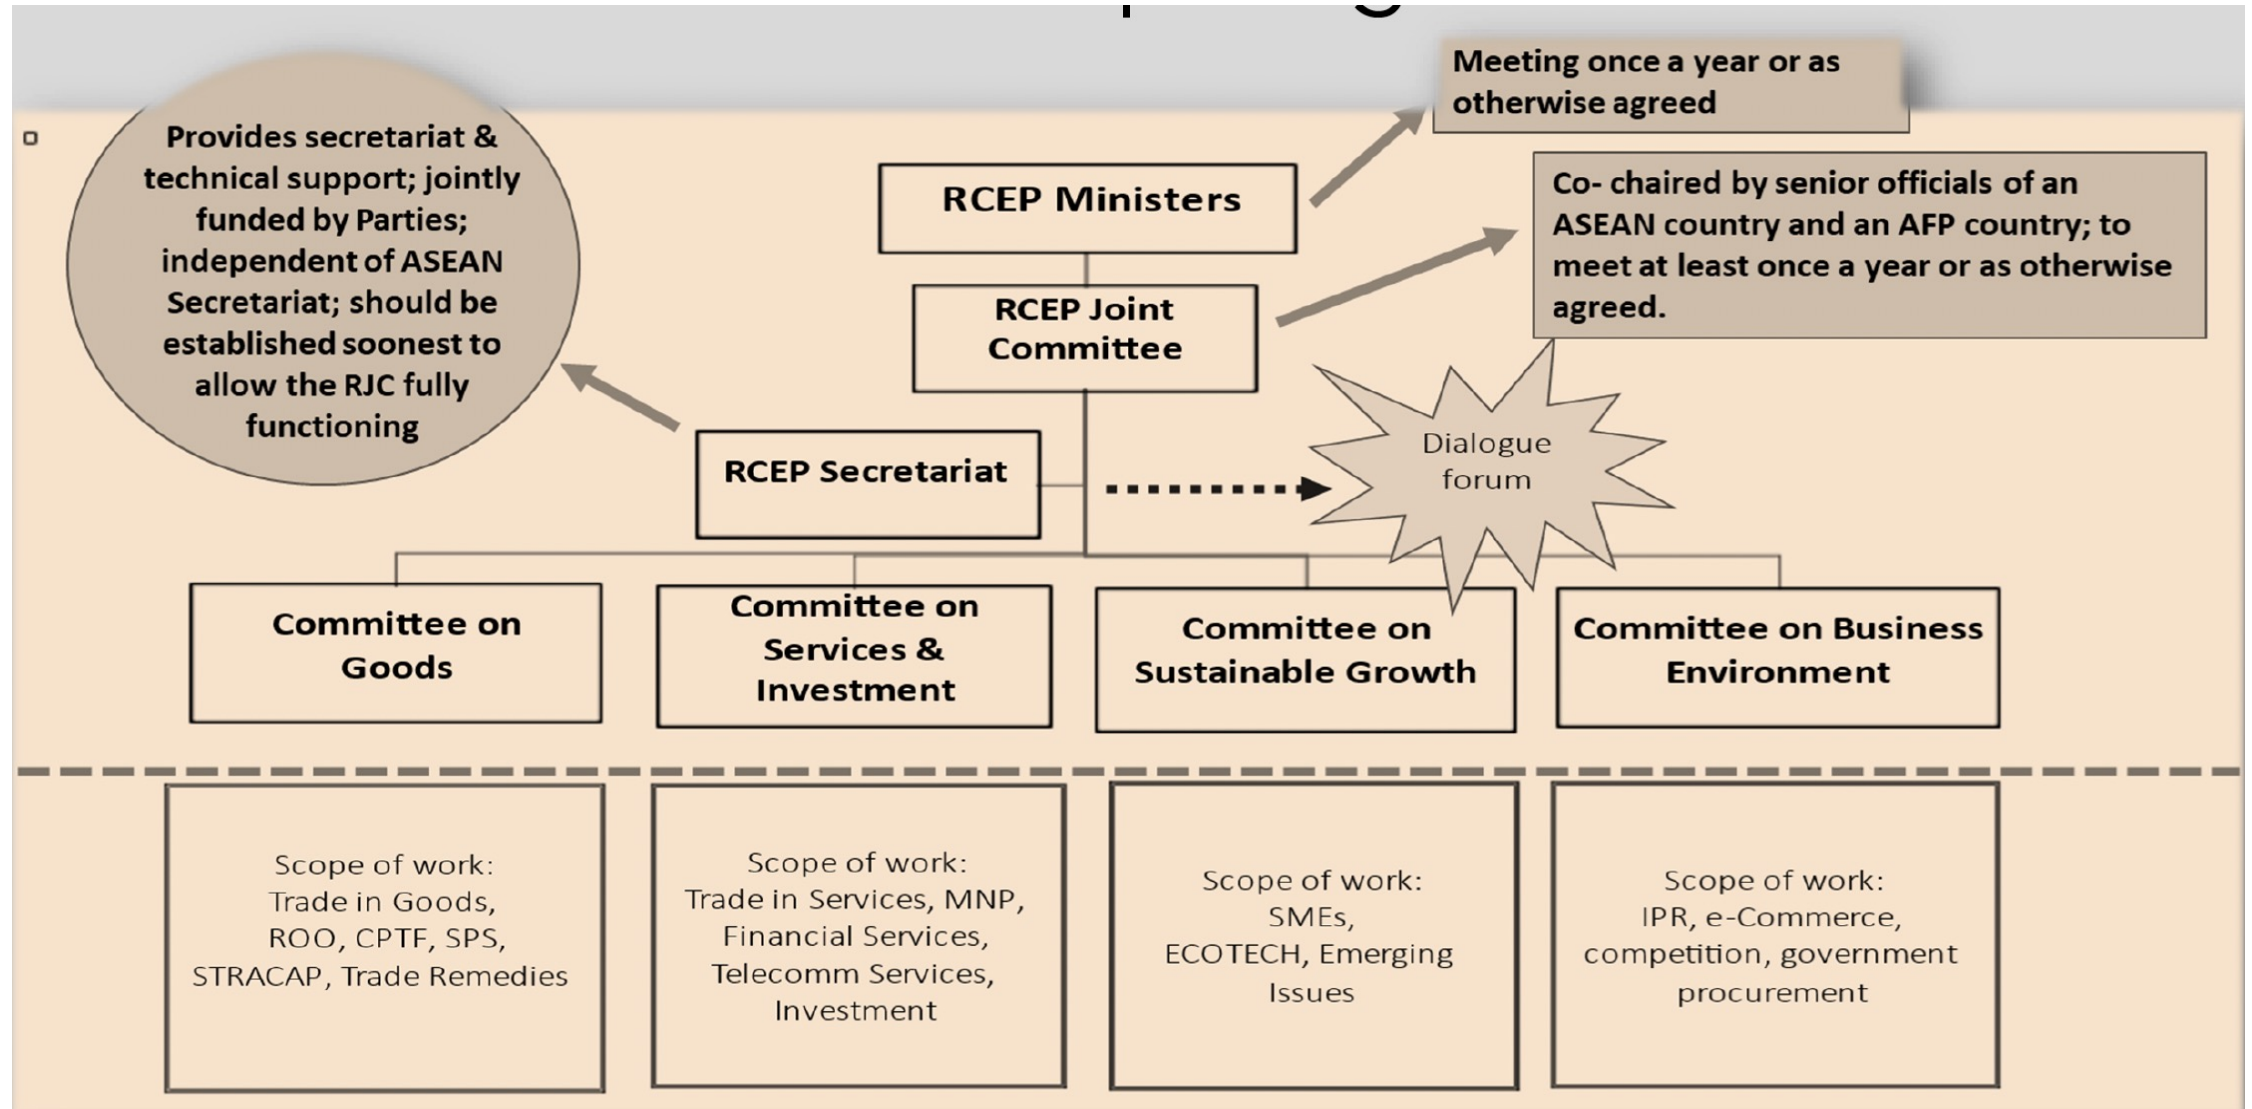 Meeting once a year or as
otherwise agreed
Provides secretariat &
technical support; jointly
funded by Parties;
independent of ASEAN
Secretariat; should be
established soonest to
allow the RJC fully
functioning
RCEP Ministers
Co- chaired by senior officials of an
ASEAN country and an AFP country; to
meet at least once a year or as otherwise
agreed.
RCEP Joint
Committee
RCEP Secretariat
Dialogue
forum
Committee on
Goods
Committee on
Services &
Investment
Committee on
Sustainable Growth
Committee on Business
Environment
Scope of work:
Trade in Goods,
ROO, CPTF, SPS,
STRACAP, Trade Remedies
Scope of work:
Trade in Services, MNP,
Financial Services,
Telecomm Services,
Investment
Scope of work:
SMEs,
ECOTECH, Emerging
Issues
Scope of work:
IPR, e-Commerce,
competition, government
procurement